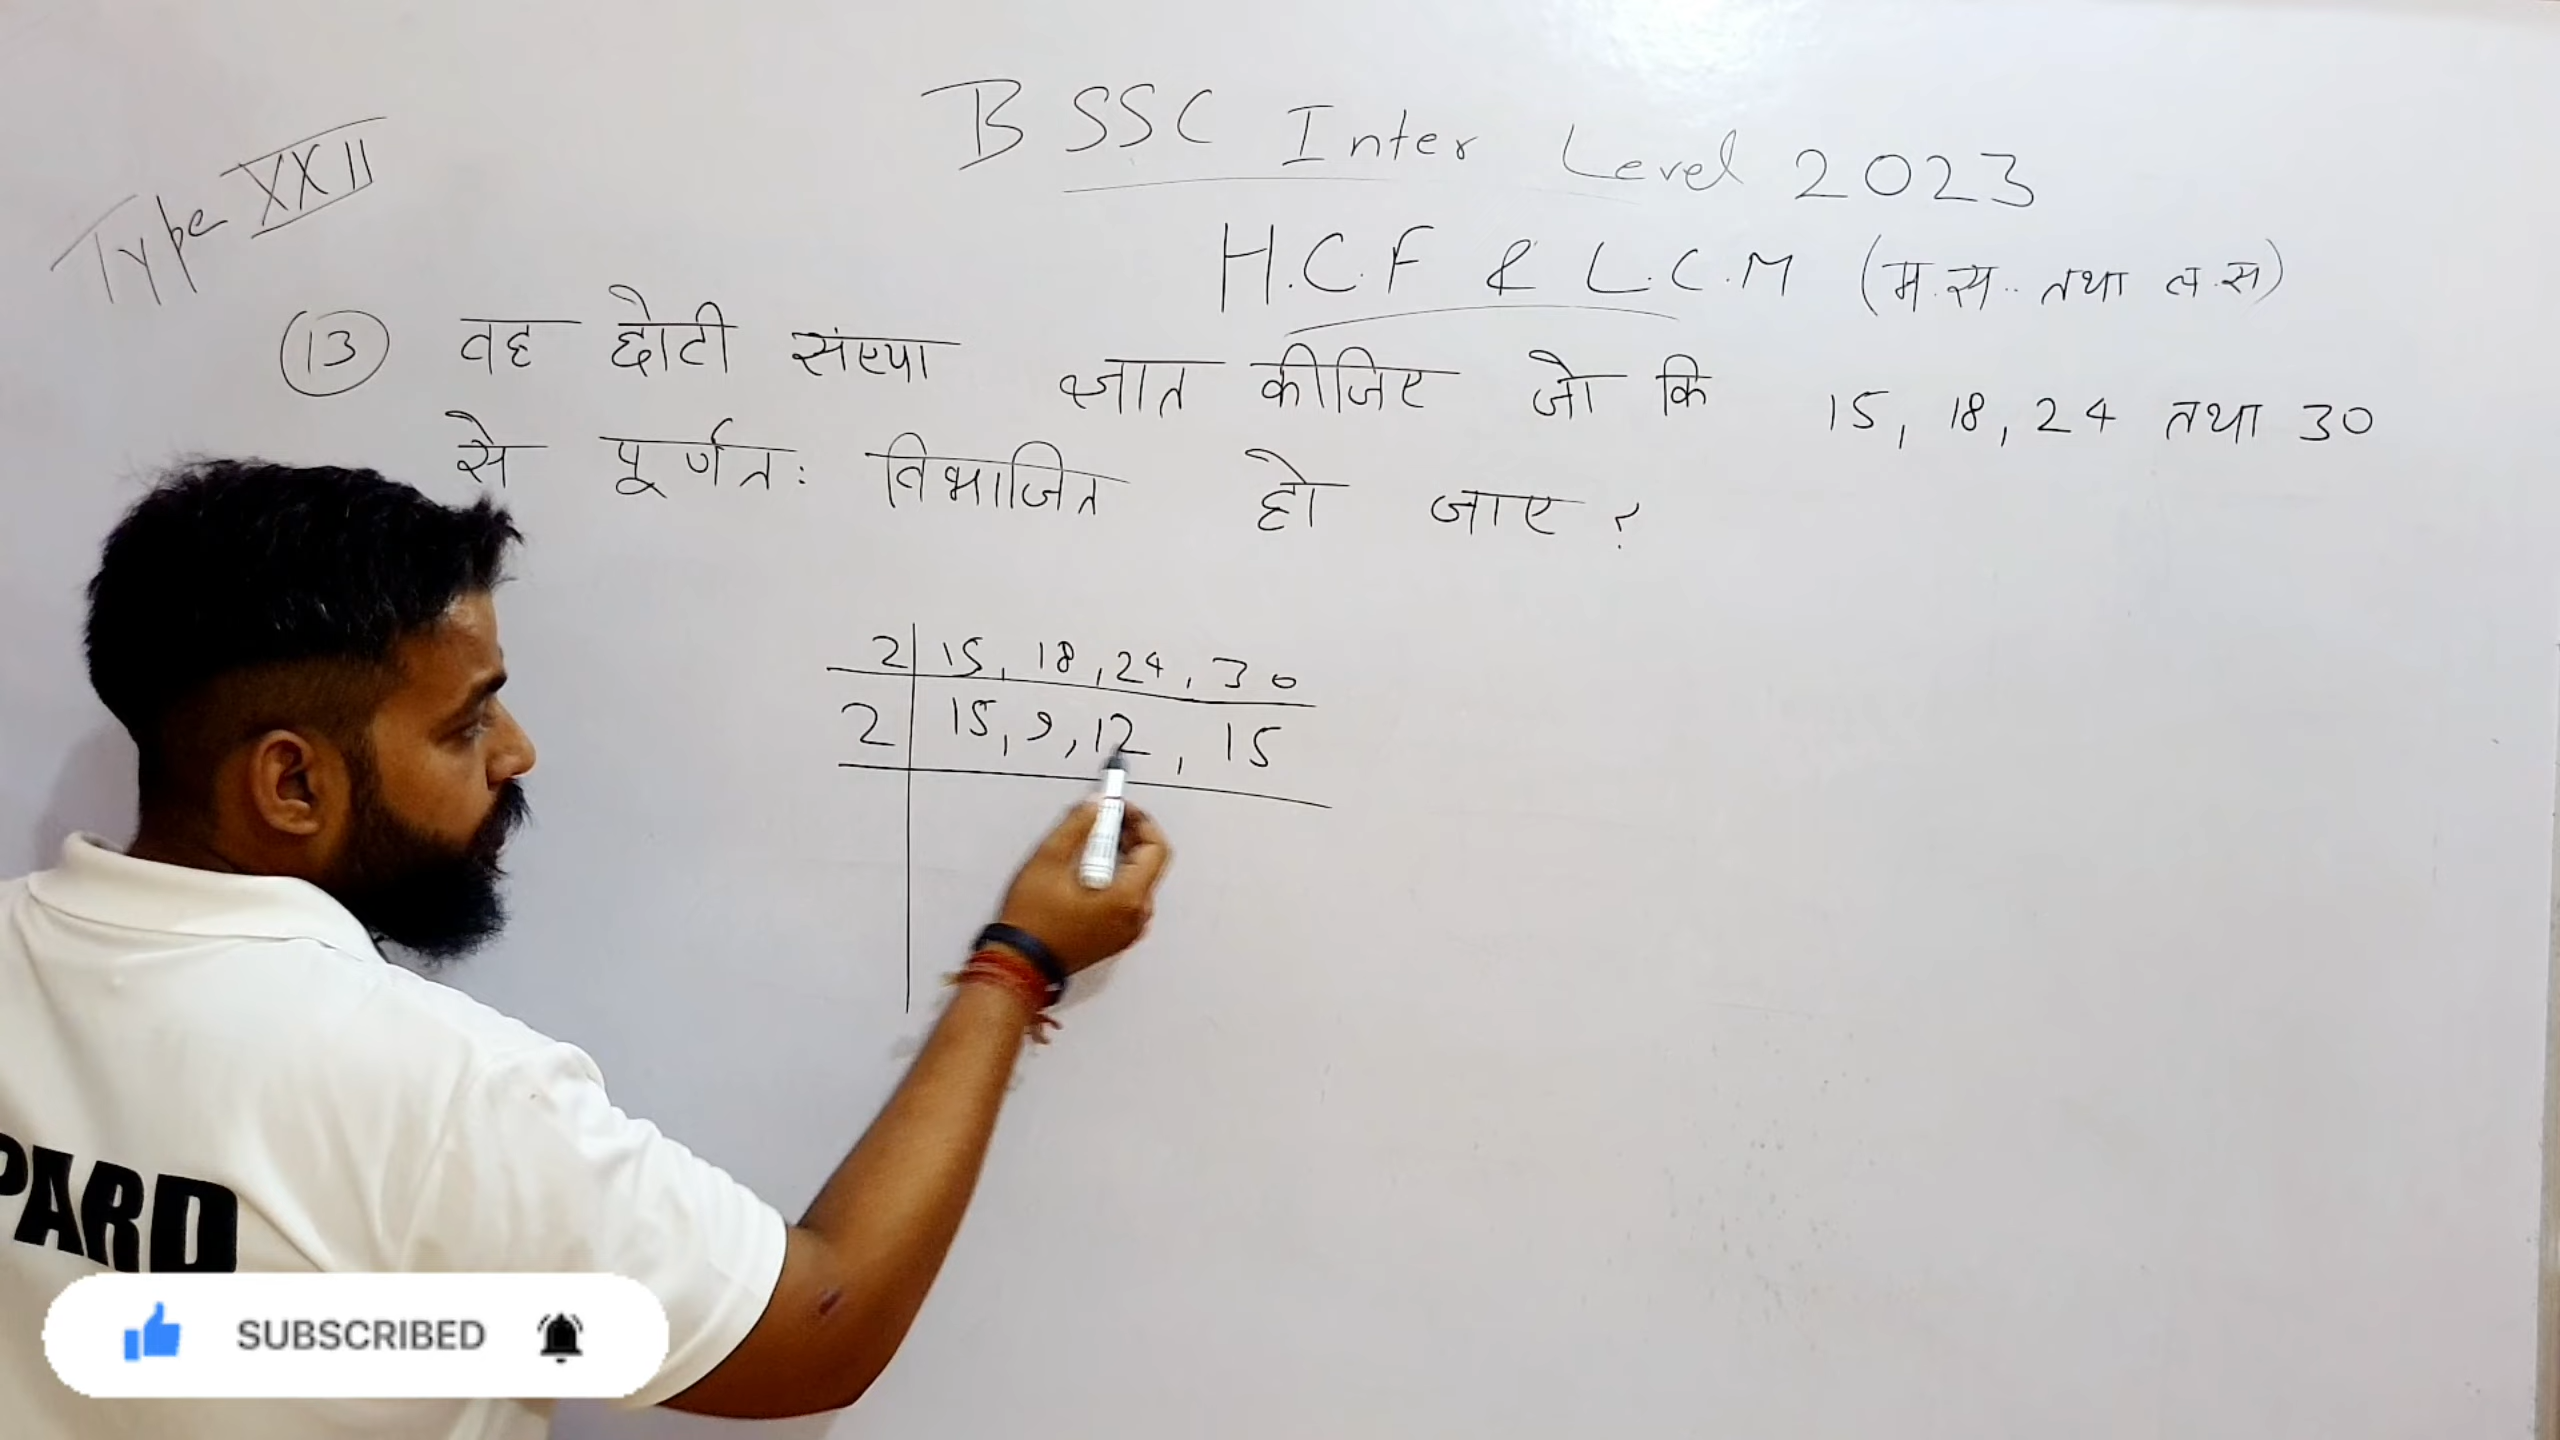 BSSC Inter Level 2023
Type XXII
H.C.F & L.C.M (म.स.. तथा ल.स)
13 वह छोटी संख्या ज्ञात कीजिए जो कि 15, 18, 24 तथा 30
से पूर्णत: विभाजित हो जाए ?
2 | 15, 18, 24, 30
2 | 15, 9, 12, 15
PARD
SUBSCRIBED